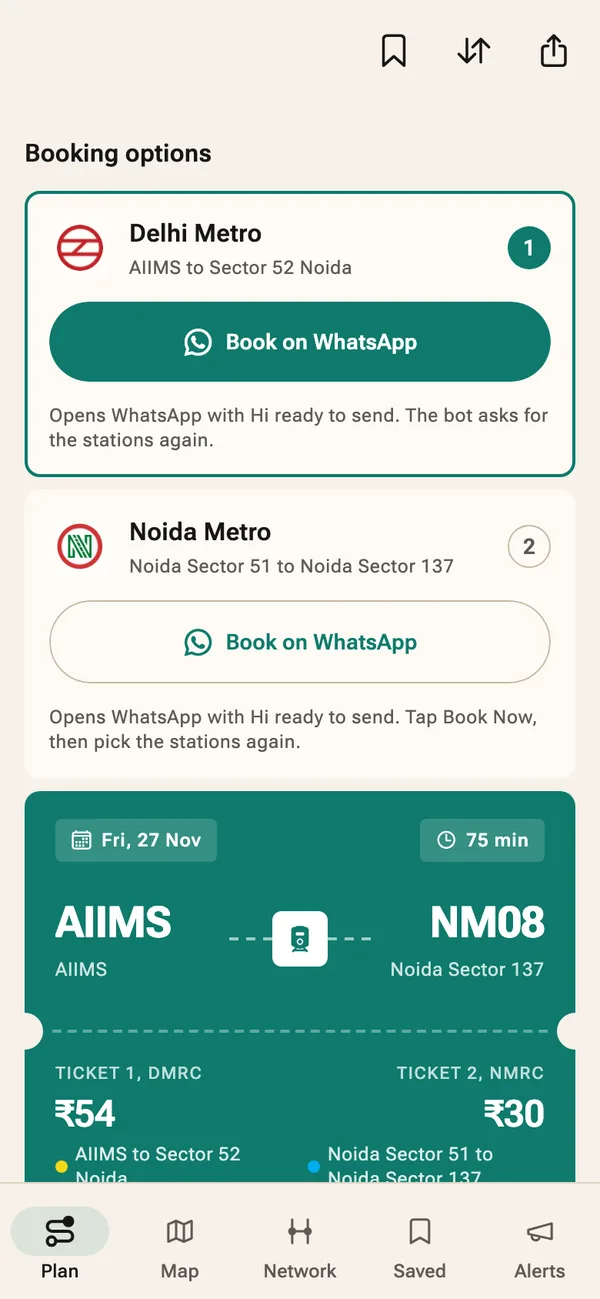 Booking options
Delhi Metro
AIIMS to Sector 52 Noida
1
Book on WhatsApp
Opens WhatsApp with Hi ready to send. The bot asks for
the stations again.
Noida Metro
Noida Sector 51 to Noida Sector 137
2
Book on WhatsApp
Opens WhatsApp with Hi ready to send. Tap Book Now,
then pick the stations again.
Fri, 27 Nov
75 min
AIIMS
NM08
AIIMS
Noida Sector 137
TICKET 1, DMRC
TICKET 2, NMRC
₹54
₹30
AIIMS to Sector 52
Noida
Noida Sector 51 to
Noida Sector 137
Plan
Map
Network
Saved
Alerts